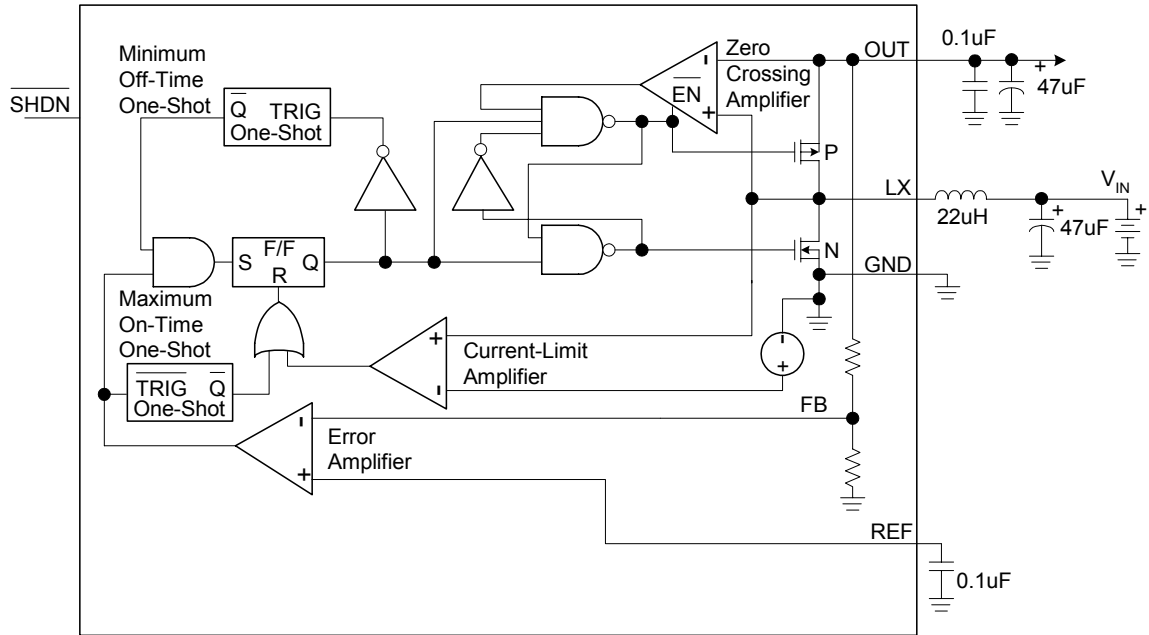 Minimum
Off-Time
One-Shot
SHDN
Q TRIG
One-Shot
Zero
Crossing
Amplifier
EN
-
+
OUT
0.1uF
+
47uF
P
LX
22uH
VIN
+
47uF
+
N
GND
S F/F Q
R
Maximum
On-Time
One-Shot
TRIG Q
One-Shot
+
-
Current-Limit
Amplifier
-
+
FB
-
+
Error
Amplifier
REF
0.1uF